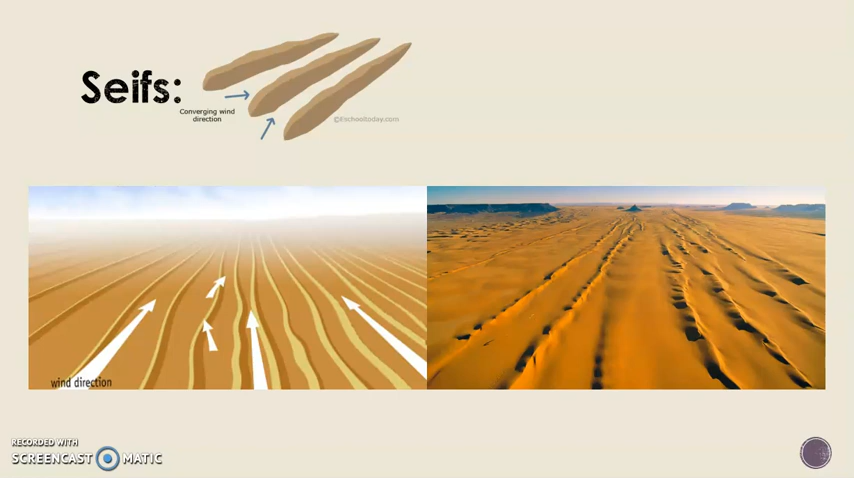 Seifs:
Converging wind
direction
©Eschooltoday.com
wind direction
RECORDED WITH
SCREENCAST MATIC